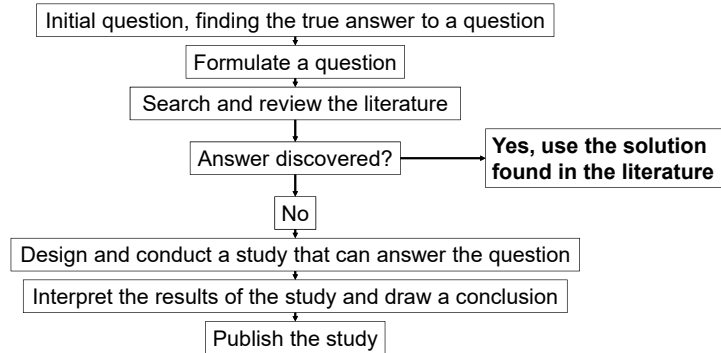 Initial question, finding the true answer to a question
Formulate a question
Search and review the literature
Answer discovered?
Yes, use the solution
found in the literature
No
Design and conduct a study that can answer the question
Interpret the results of the study and draw a conclusion
Publish the study